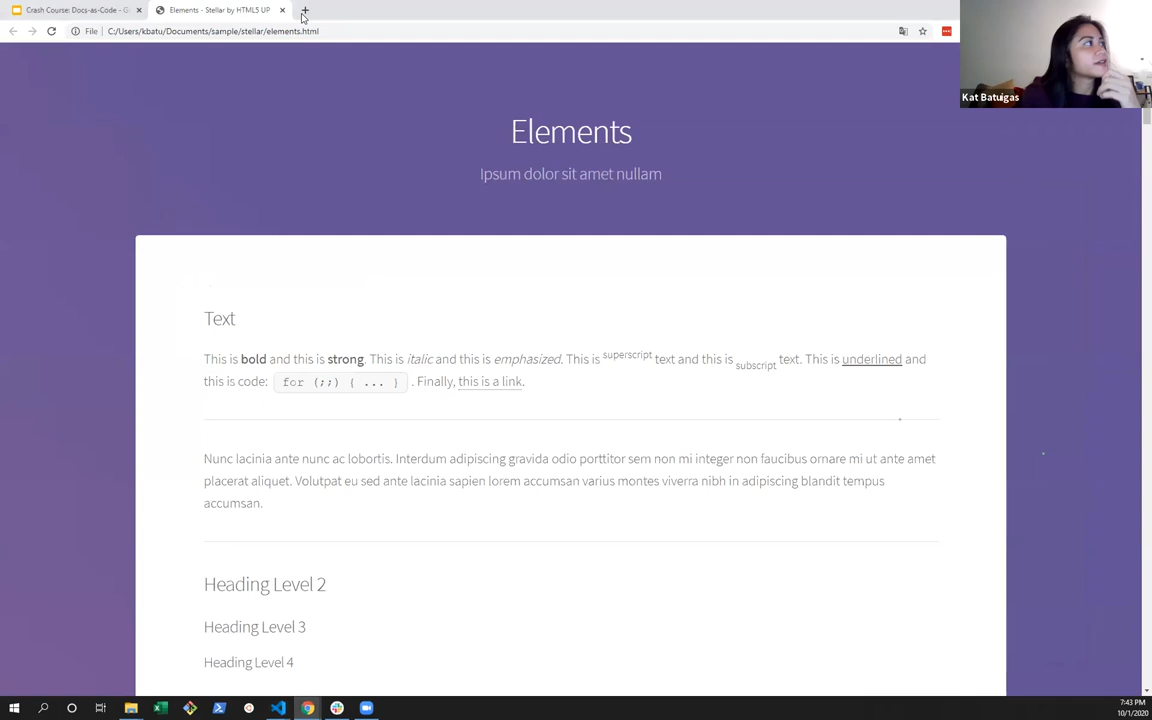 Crash Course: Docs-as-Code - G
Elements - Stellar by HTML5 UP
File | C:/Users/kbatu/Documents/sample/stellar/elements.html
Kat Batuigas
Elements
Ipsum dolor sit amet nullam
Text
This is bold and this is strong. This is italic and this is emphasized. This is superscript text and this is subscript text. This is underlined and
this is code: for (;;) { ... } . Finally, this is a link.
Nunc lacinia ante nunc ac lobortis. Interdum adipiscing gravida odio porttitor sem non mi integer non faucibus ornare mi ut ante amet
placerat aliquet. Volutpat eu sed ante lacinia sapien lorem accumsan varius montes viverra nibh in adipiscing blandit tempus
accumsan.
Heading Level 2
Heading Level 3
Heading Level 4
7:43 PM
10/1/2020